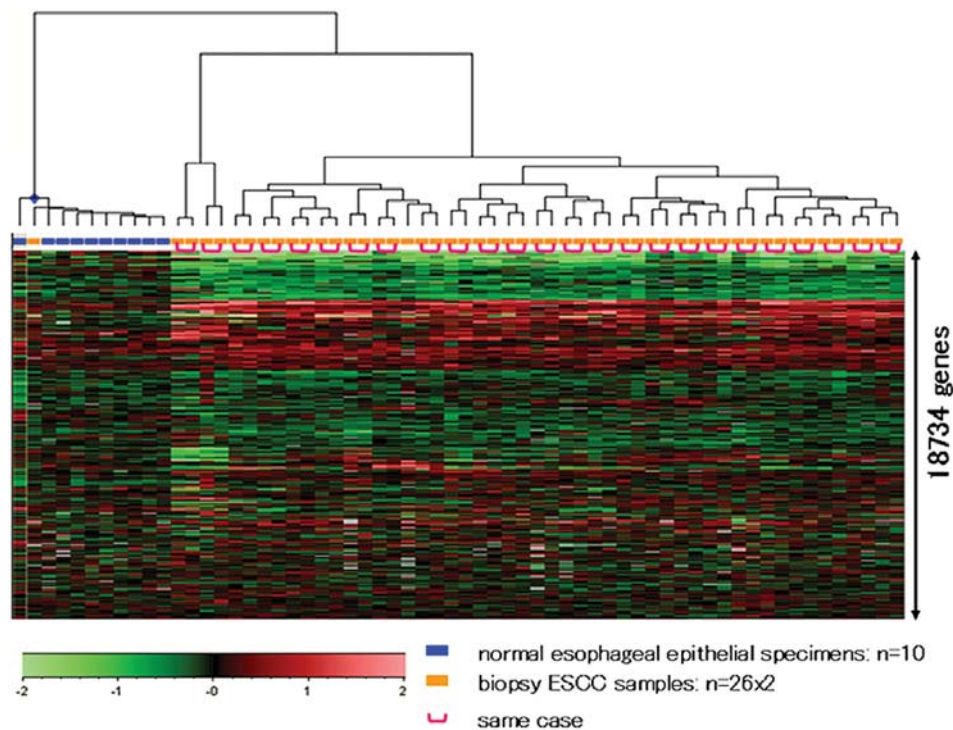 18734 genes
-2
-1
-0
1
2
normal esophageal epithelial specimens: n=10
biopsy ESCC samples: n=26x2
same case